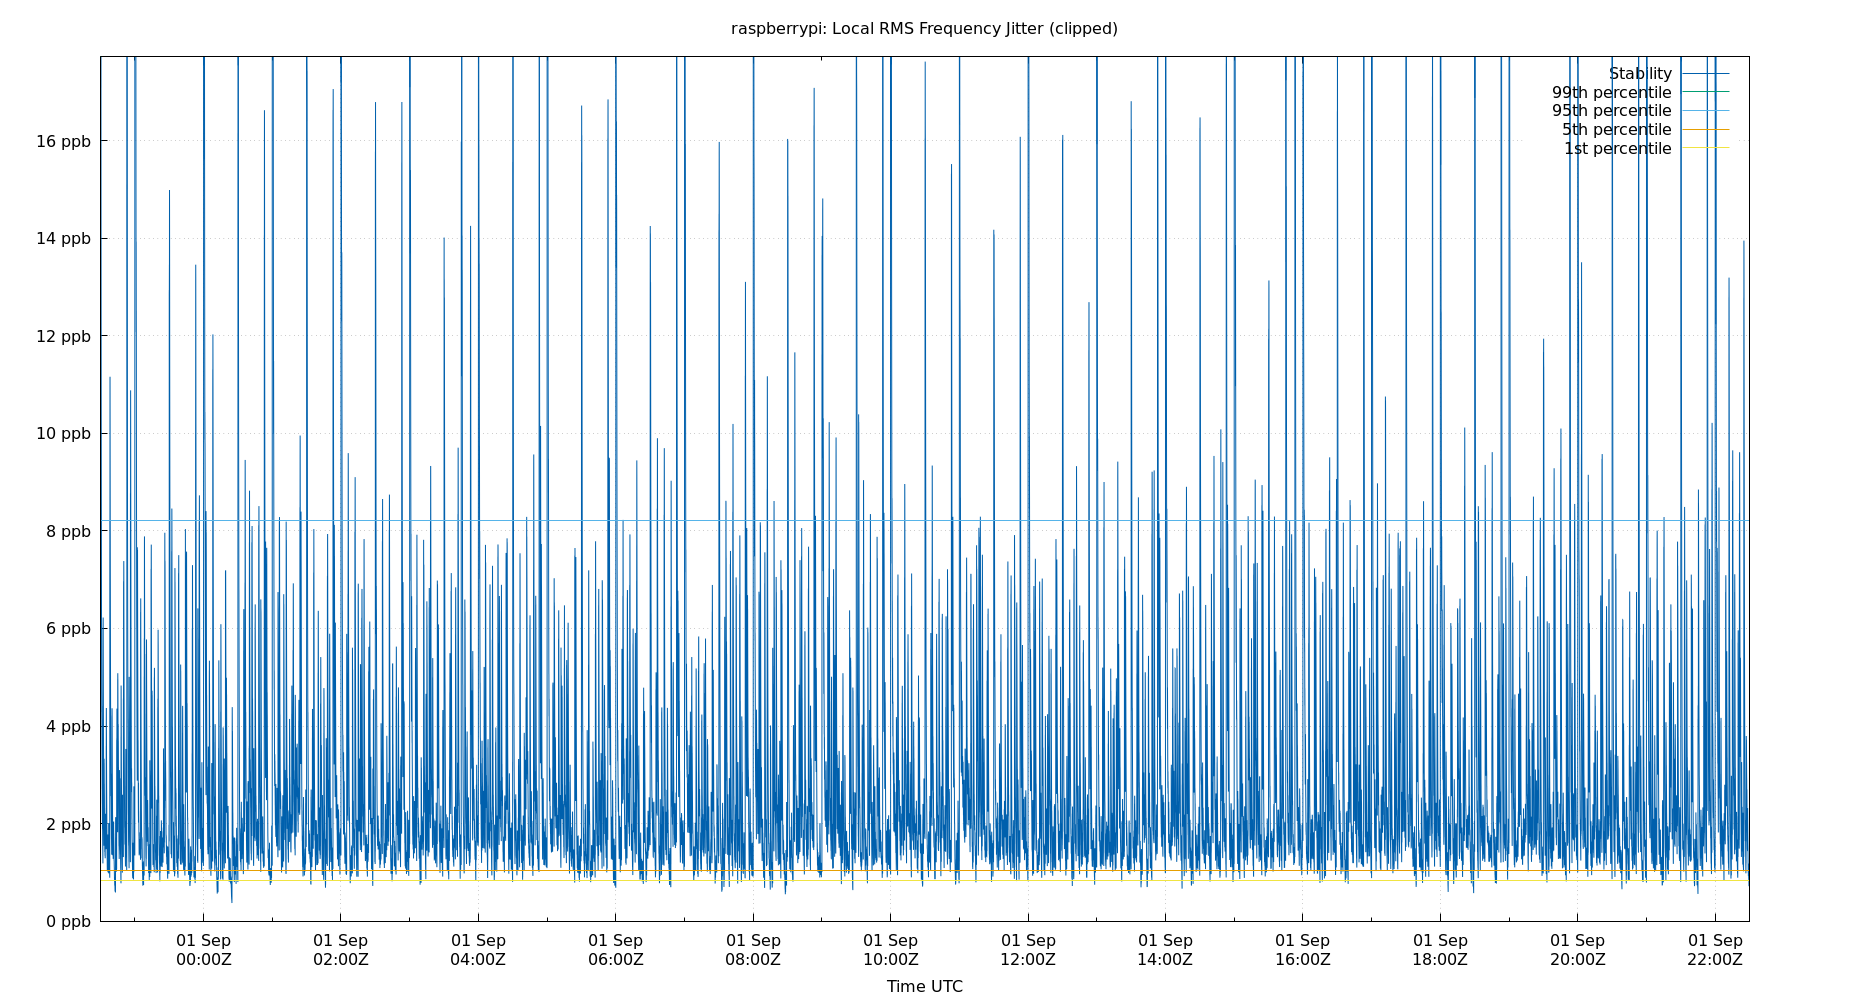 raspberrypi: Local RMS Frequency Jitter (clipped)
Stability
99th percentile
95th percentile
5th percentile
1st percentile
16 ppb
14 ppb
12 ppb
10 ppb
8 ppb
6 ppb
4 ppb
2 ppb
0 ppb
01 Sep 01 Sep 01 Sep 01 Sep 01 Sep 01 Sep 01 Sep 01 Sep 01 Sep 01 Sep 01 Sep 01 Sep
00:00Z 02:00Z 04:00Z 06:00Z 08:00Z 10:00Z 12:00Z 14:00Z 16:00Z 18:00Z 20:00Z 22:00Z
Time UTC